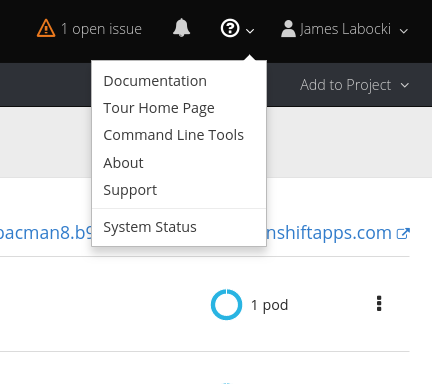 1 open issue
James Labocki
Documentation
Add to Project
Tour Home Page
Command Line Tools
About
Support
System Status
pacman8.b9
nshiftapps.com
1 pod